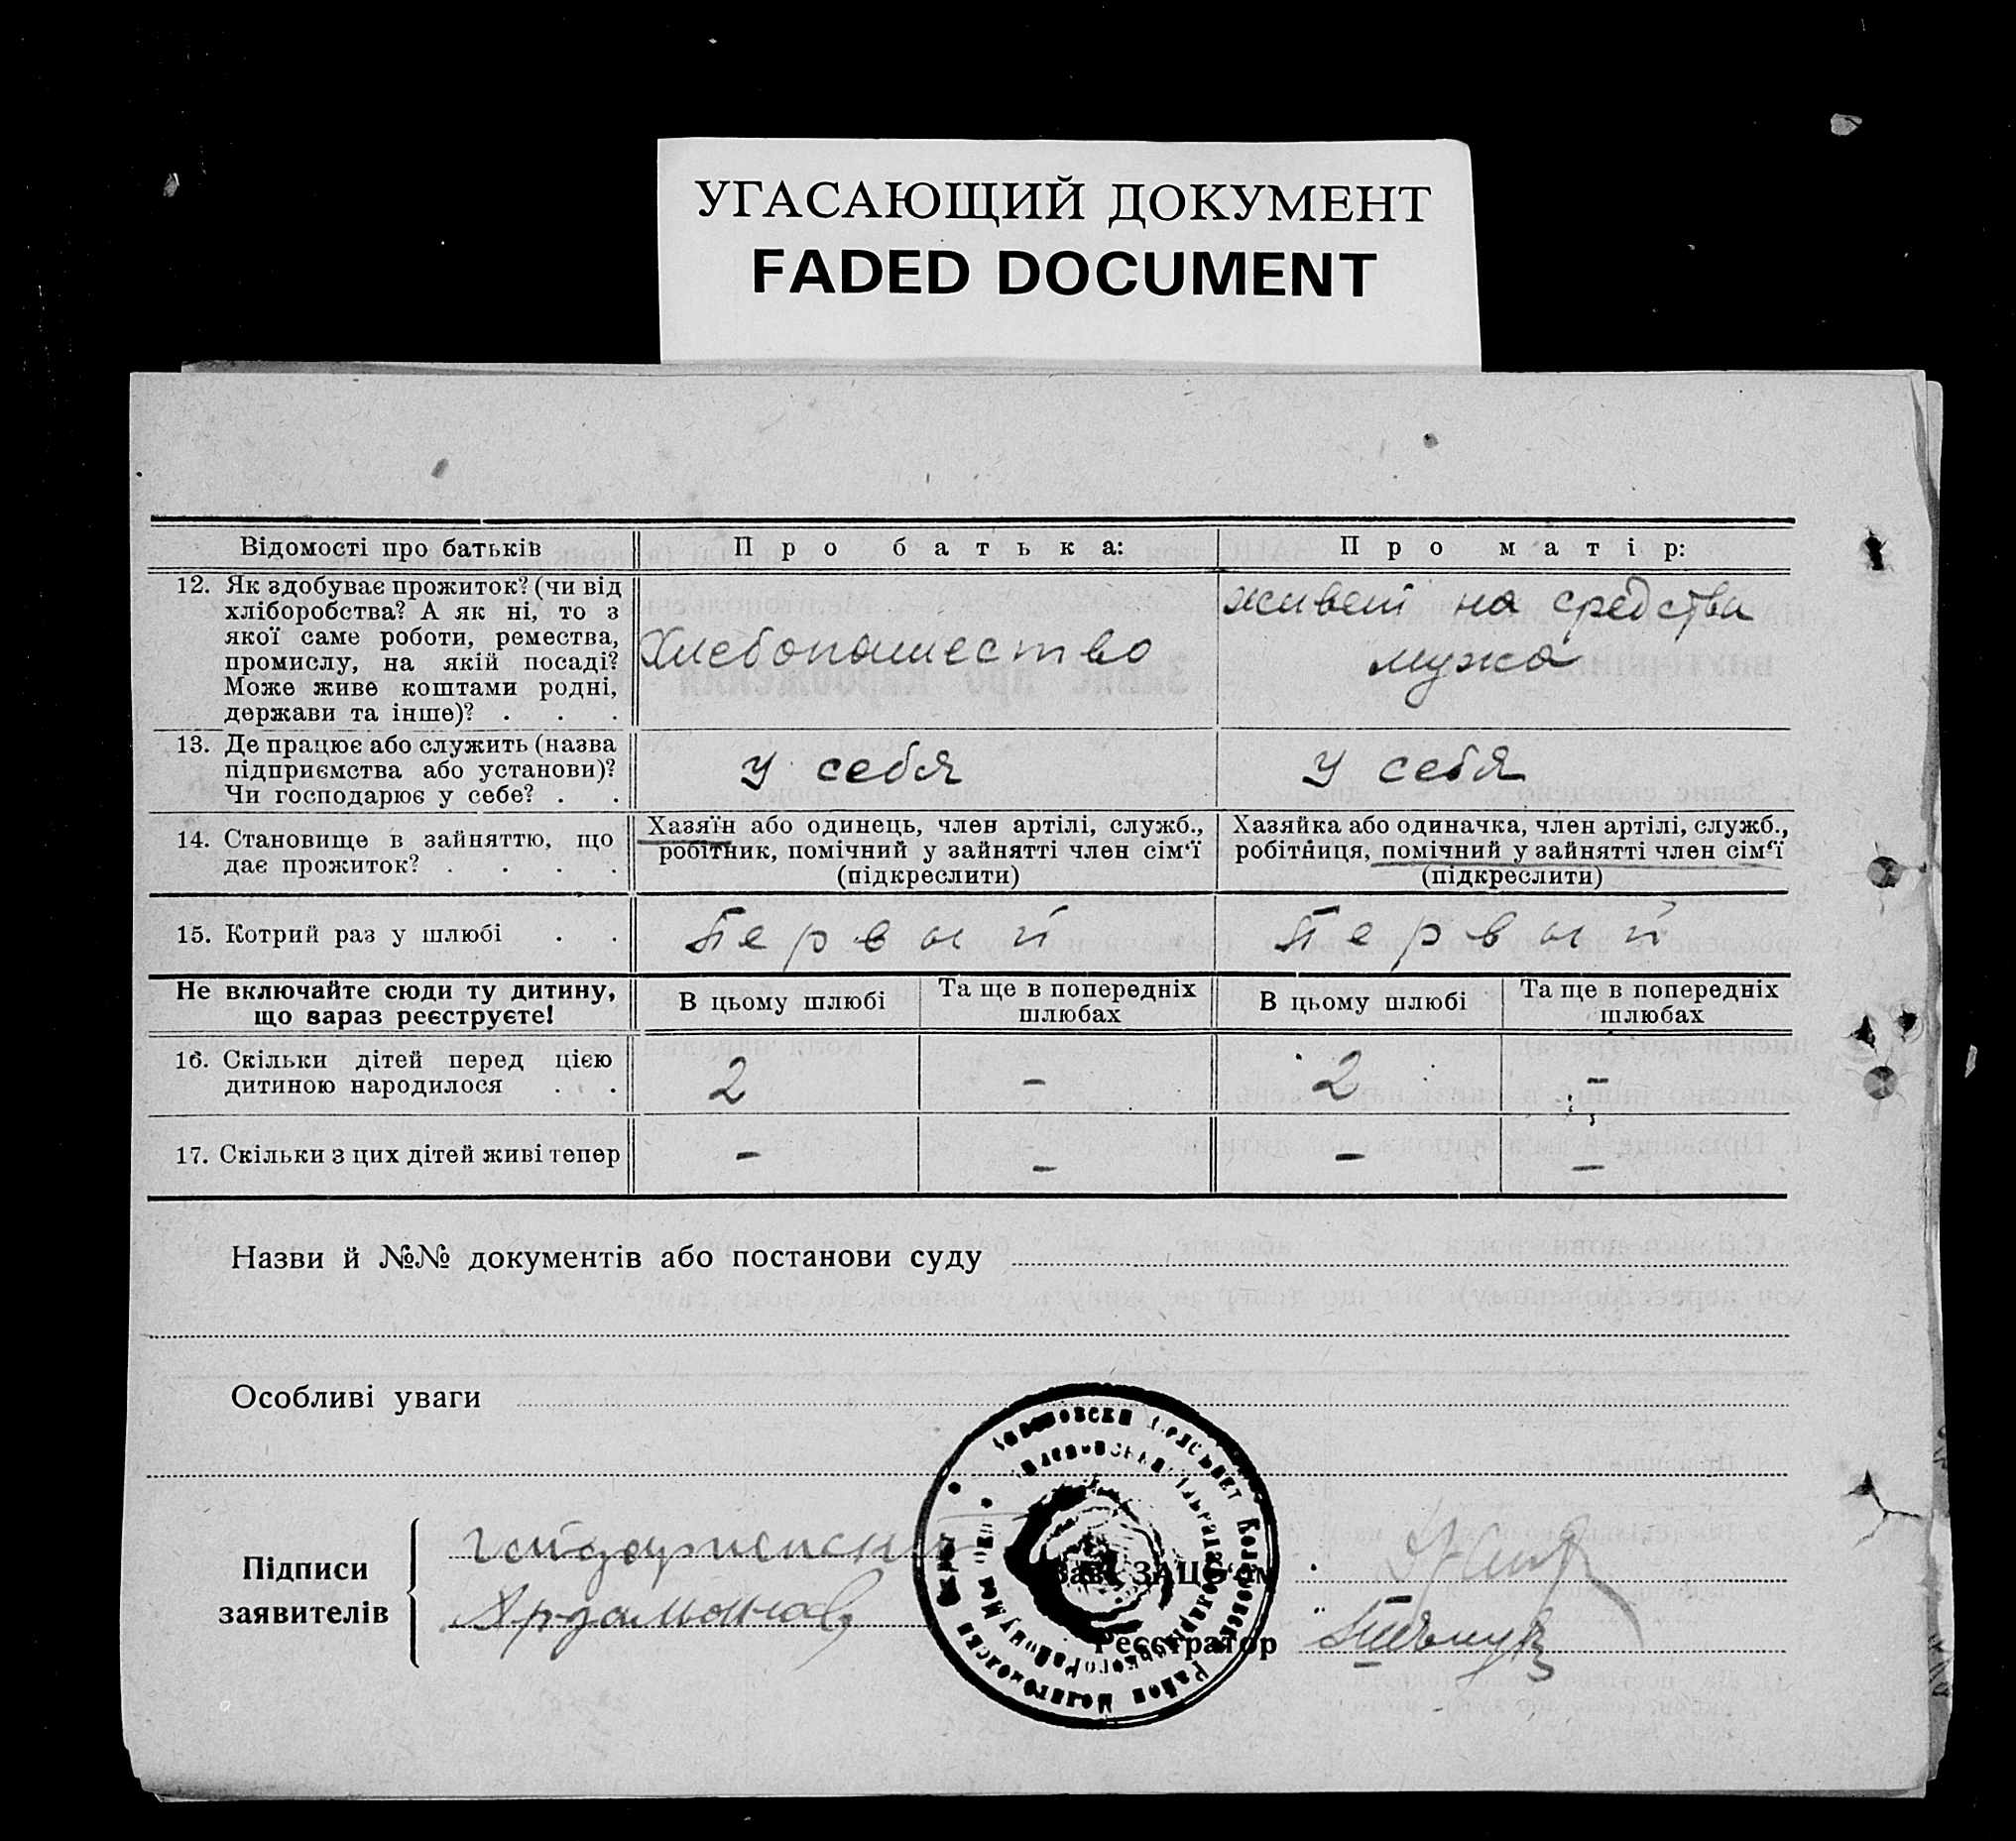 УГАСАЮЩИЙ ДОКУМЕНТ
FADED DOCUMENT
Відомості про батьків
Про батька:
Про матір:
12. Як здобуває прожиток? (чи від
хліборобства? А як ні, то з
якої саме роботи, ремества,
промислу, на якій посаді?
Може живе коштами родні,
держави та інше)? . . .
Хлебопашество
живет на средства
мужа
13. Де працює або служить (назва
підприємства або установи)?
Чи господарює у себе? . .
у себя
у себя
14. Становище в зайняттю, що
дає прожиток? . . . .
Хазяїн або одинець, член артілі, служб.,
робітник, помічний у зайнятті член сім'ї
(підкреслити)
Хазяйка або одиначка, член артілі, служб.,
робітниця, помічний у зайнятті член сім'ї
(підкреслити)
15. Котрий раз у шлюбі . .
Первый
Первый
Не включайте сюди ту дитину,
що зараз реєструєте!
В цьому шлюбі
Та ще в попередніх
шлюбах
В цьому шлюбі
Та ще в попередніх
шлюбах
16. Скільки дітей перед цією
дитиною народилося . .
2
-
2
-
17. Скільки з цих дітей живі тепер
-
-
-
-
Назви й №№ документів або постанови суду
Особливі уваги
Підписи
заявителів
Зав. ЗАЦС'ом
Реєстратор